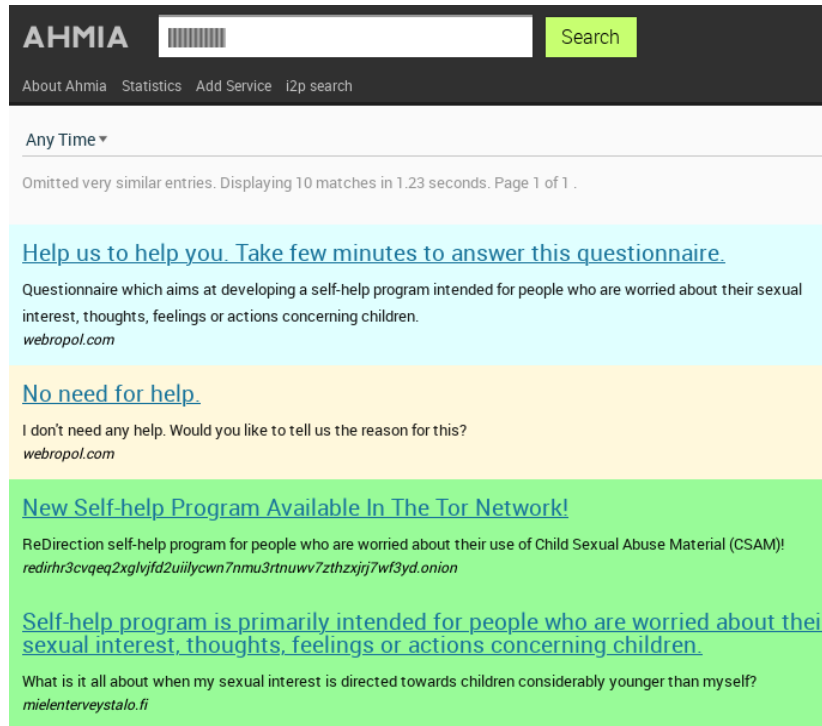 AHMIA
Search
About Ahmia Statistics Add Service i2p search
Any Time
Omitted very similar entries. Displaying 10 matches in 1.23 seconds. Page 1 of 1 .
Help us to help you. Take few minutes to answer this questionnaire.
Questionnaire which aims at developing a self-help program intended for people who are worried about their sexual
interest, thoughts, feelings or actions concerning children.
webropol.com
No need for help.
I don't need any help. Would you like to tell us the reason for this?
webropol.com
New Self-help Program Available In The Tor Network!
ReDirection self-help program for people who are worried about their use of Child Sexual Abuse Material (CSAM)!
redirhr3cvqeq2xglvjfd2uiilycwn7nmu3rtnuwv7zthzxjrj7wf3yd.onion
Self-help program is primarily intended for people who are worried about thei
sexual interest, thoughts, feelings or actions concerning children.
What is it all about when my sexual interest is directed towards children considerably younger than myself?
mielenterveystalo.fi